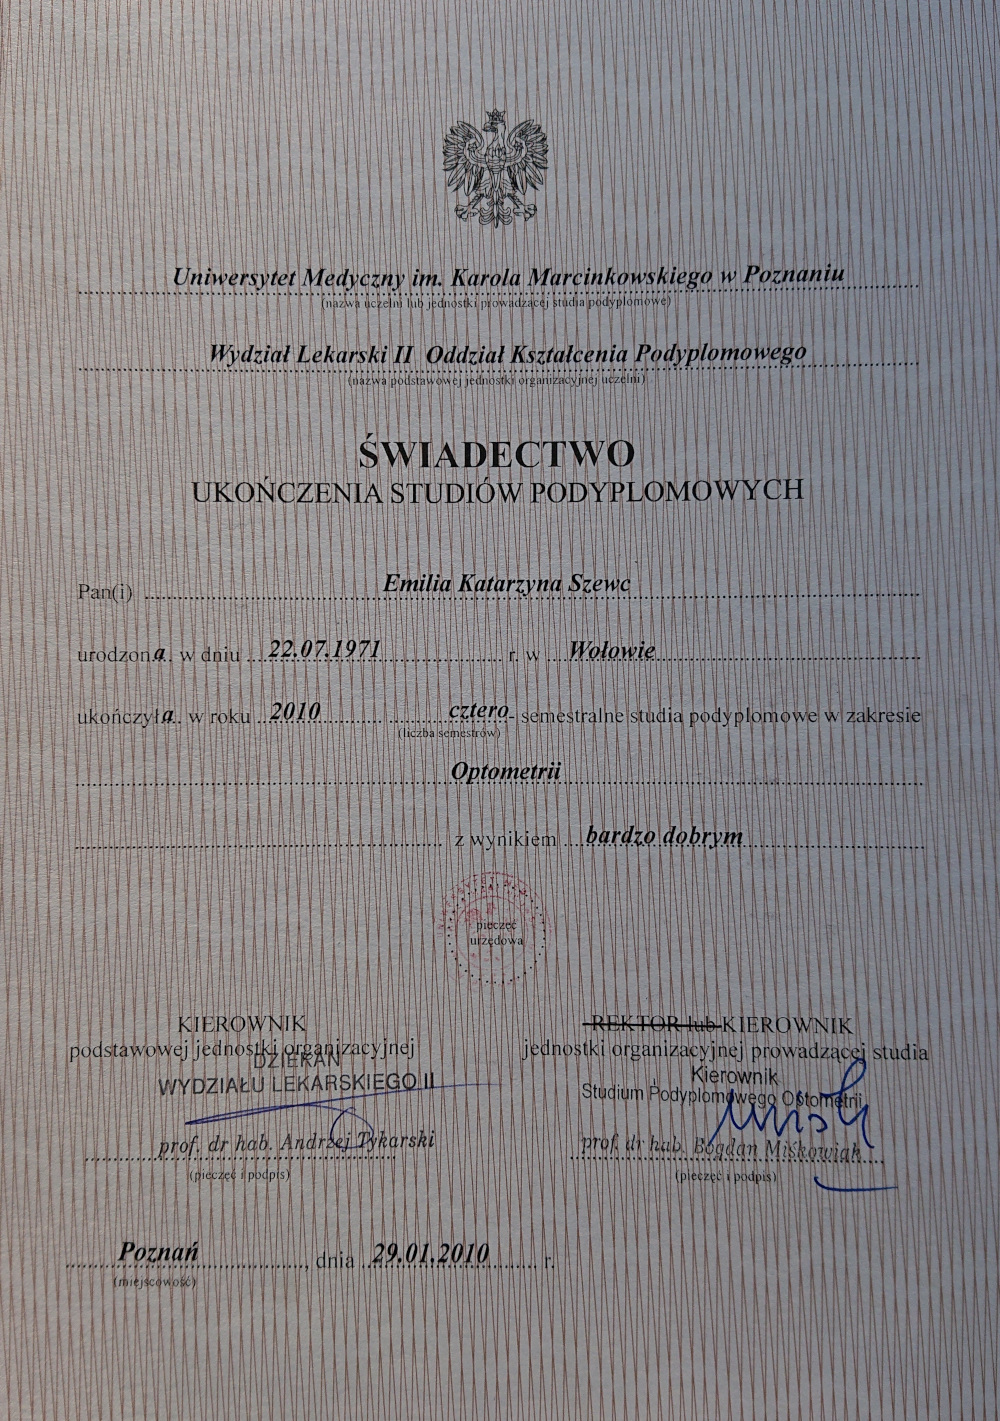 Uniwersytet Medyczny im. Karola Marcinkowskiego w Poznaniu
(nazwa uczelni lub jednostki prowadzącej studia podyplomowe)
Wydział Lekarski II Oddział Kształcenia Podyplomowego
(nazwa podstawowej jednostki organizacyjnej uczelni)
ŚWIADECTWO
UKOŃCZENIA STUDIÓW PODYPLOMOWYCH
Pan(i) Emilia Katarzyna Szewc
urodzona w dniu 22.07.1971 r. w Wołowie
ukończyła w roku 2010 cztero- semestralne studia podyplomowe w zakresie
(liczba semestrów)
Optometrii
z wynikiem bardzo dobrym
pieczęć
urzędowa
KIEROWNIK
podstawowej jednostki organizacyjnej
DZIEKAN
WYDZIAŁU LEKARSKIEGO II
prof. dr hab. Andrzej Tykarski
(pieczęć i podpis)
REKTOR lub KIEROWNIK
jednostki organizacyjnej prowadzącej studia
Kierownik
Studium Podyplomowego Optometrii
prof. dr hab. Bogdan Miśkowiak
(pieczęć i podpis)
Poznań, dnia 29.01.2010 r.
(miejscowość)